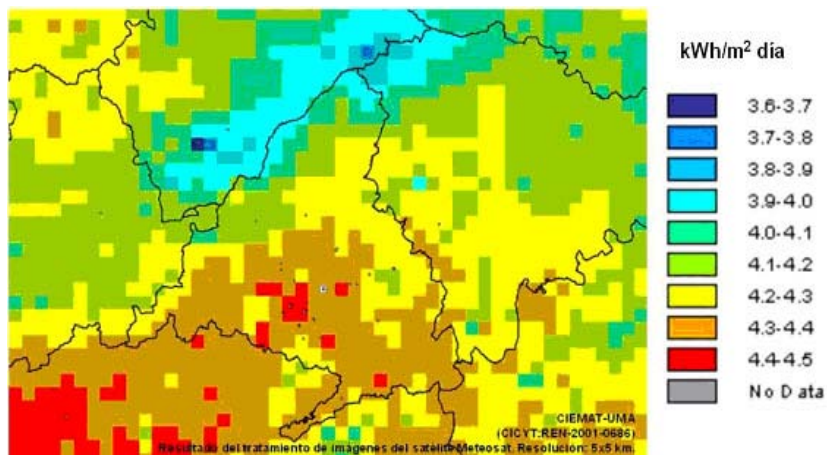 kWh/m² día
3.6-3.7
3.7-3.8
3.8-3.9
3.9-4.0
4.0-4.1
4.1-4.2
4.2-4.3
4.3-4.4
4.4-4.5
No Data
CIEMAT-UMA
(CICYT:REN-2001-0686)
Resultado del tratamiento de imágenes del satélite Meteosat. Resolución: 5x5 km.